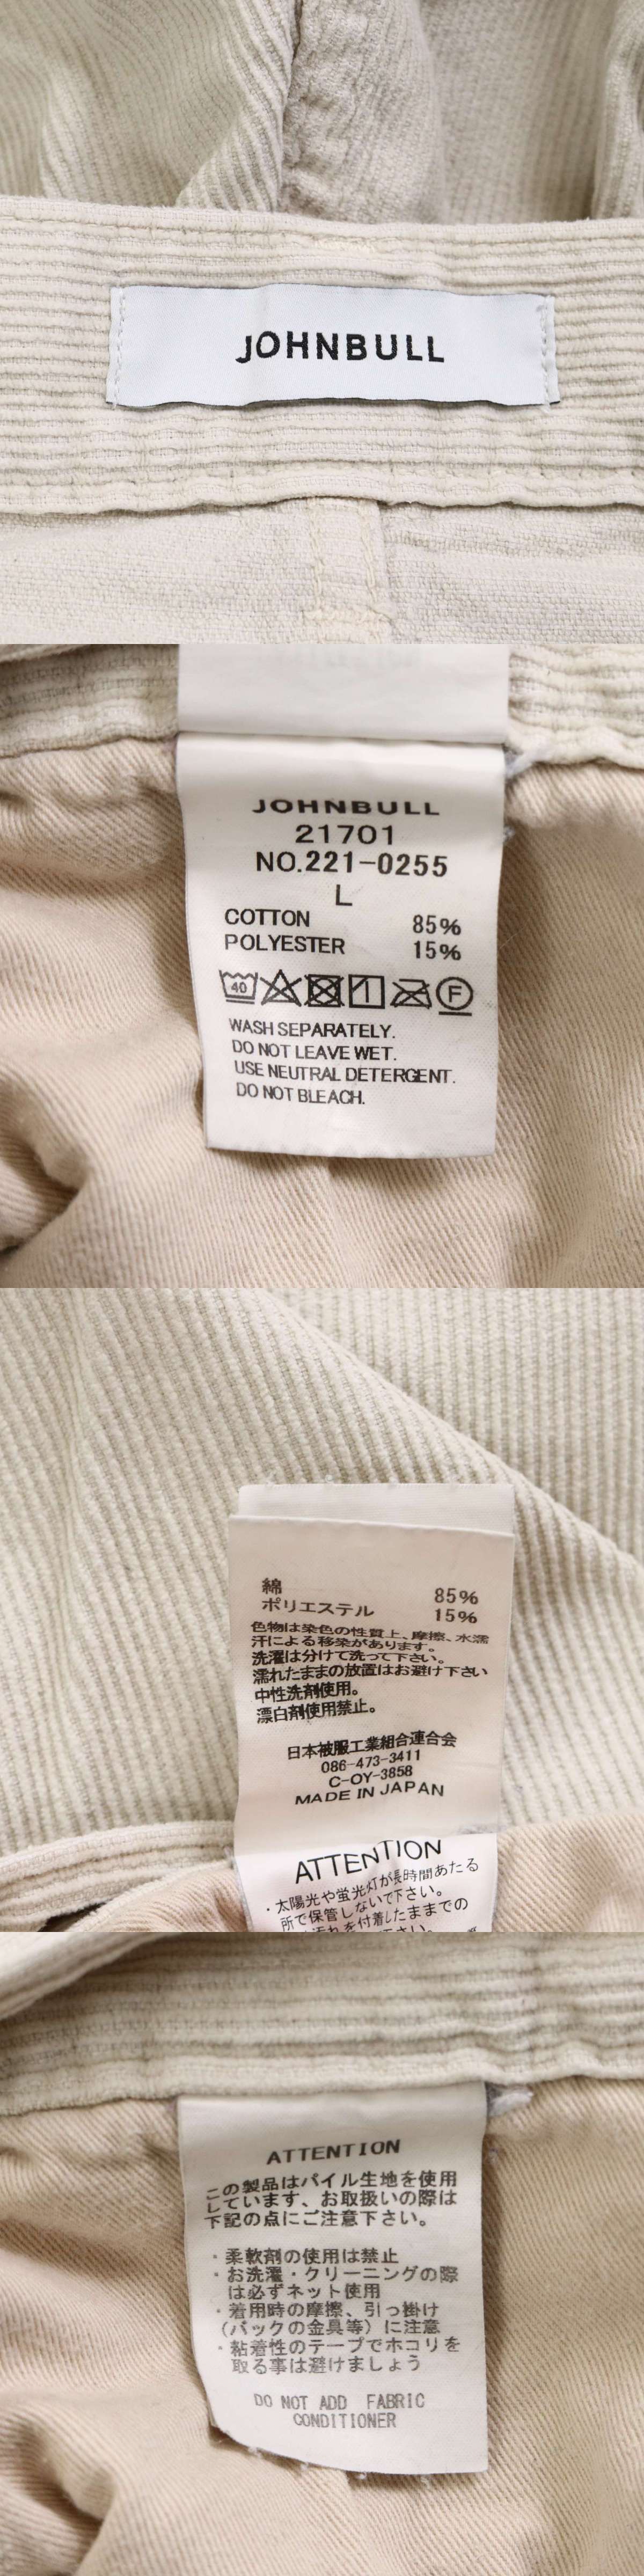 JOHNBULL
JOHNBULL
21701
NO.221-0255
L
COTTON 85%
POLYESTER 15%
40
F
WASH SEPARATELY.
DO NOT LEAVE WET.
USE NEUTRAL DETERGENT.
DO NOT BLEACH.
綿 85%
ポリエステル 15%
色物は染色の性質上、摩擦、水濡
汗による移染があります。
洗濯は分けて洗って下さい。
濡れたままの放置はお避け下さい
中性洗剤使用。
漂白剤使用禁止。
日本被服工業組合連合会
086-473-3411
C-OY-3858
MADE IN JAPAN
ATTENTION
・太陽光や蛍光灯が長時間あたる
所で保管しないで下さい。
汚れを付着したままでの
ATTENTION
この製品はパイル生地を使用
しています、お取扱いの際は
下記の点にご注意下さい。
・柔軟剤の使用は禁止
・お洗濯・クリーニングの際
は必ずネット使用
・着用時の摩擦、引っ掛け
(バックの金具等)に注意
・粘着性のテープでホコリを
取る事は避けましょう
DO NOT ADD FABRIC
CONDITIONER